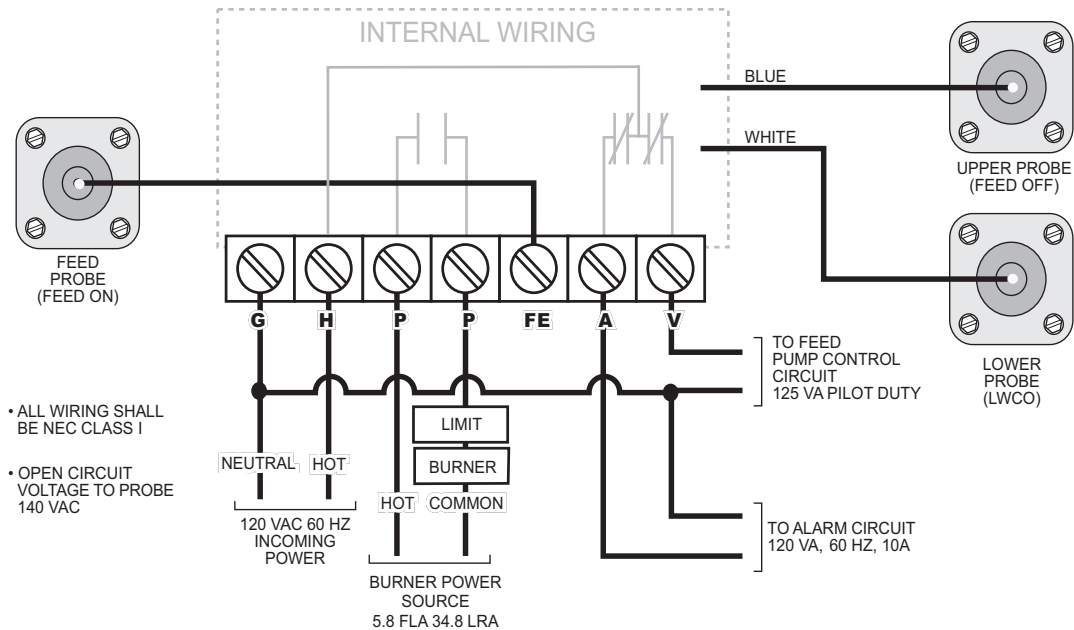 INTERNAL WIRING
BLUE
WHITE
UPPER PROBE
(FEED OFF)
FEED
PROBE
(FEED ON)
LOWER
PROBE
(LWCO)
G H P P FE A V
TO FEED
PUMP CONTROL
CIRCUIT
125 VA PILOT DUTY
• ALL WIRING SHALL
BE NEC CLASS I
• OPEN CIRCUIT
VOLTAGE TO PROBE
140 VAC
LIMIT
BURNER
NEUTRAL HOT
HOT COMMON
120 VAC 60 HZ
INCOMING
POWER
BURNER POWER
SOURCE
5.8 FLA 34.8 LRA
TO ALARM CIRCUIT
120 VA, 60 HZ, 10A